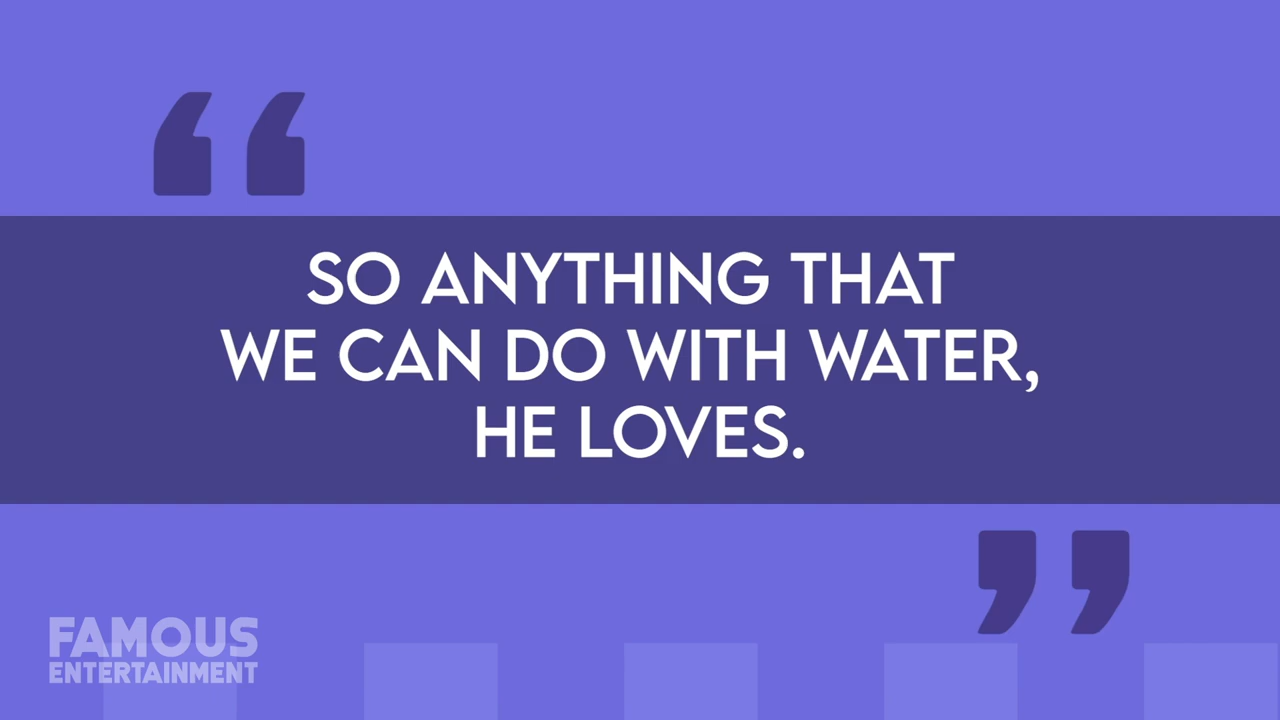 “
SO ANYTHING THAT
WE CAN DO WITH WATER,
HE LOVES.
”
FAMOUS
ENTERTAINMENT